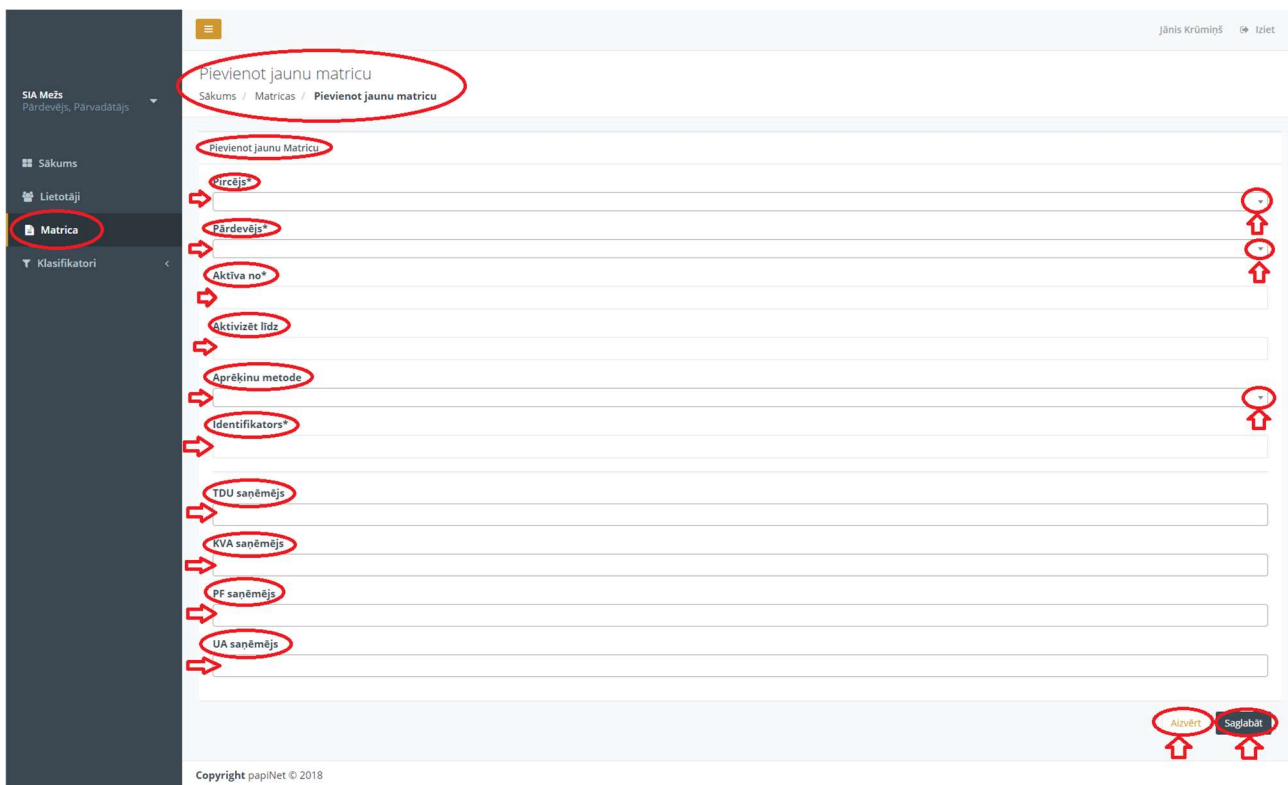 Jānis Krūmiņš Iziet
SIA Mežs
Pārdevējs, Pārvadātājs
Sākums
Lietotāji
Matrica
Klasifikatori
Pievienot jaunu matricu
Sākums / Matricas / Pievienot jaunu matricu
Pievienot jaunu Matricu
Pircējs*
Pārdevējs*
Aktīva no*
Aktivizēt līdz
Aprēķinu metode
Identifikators*
TDU saņēmējs
KVA saņēmējs
PF saņēmējs
UA saņēmējs
Aizvērt Saglabāt
Copyright papiNet © 2018